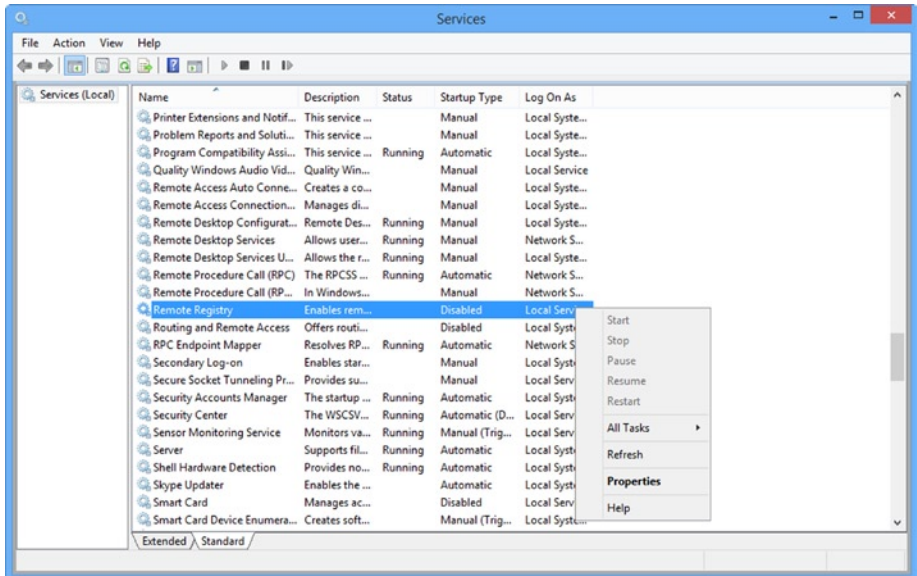 Services
File Action View Help
Services (Local)
Name Description Status Startup Type Log On As
Printer Extensions and Notif... This service ... Manual Local Syste...
Problem Reports and Soluti... This service ... Manual Local Syste...
Program Compatibility Assi... This service ... Running Automatic Local Syste...
Quality Windows Audio Vid... Quality Win... Manual Local Service
Remote Access Auto Conne... Creates a co... Manual Local Syste...
Remote Access Connection... Manages di... Manual Local Syste...
Remote Desktop Configurat... Remote Des... Running Manual Local Syste...
Remote Desktop Services Allows user... Running Manual Network S...
Remote Desktop Services U... Allows the r... Running Manual Local Syste...
Remote Procedure Call (RPC) The RPCSS ... Running Automatic Network S...
Remote Procedure Call (RP... In Windows... Manual Network S...
Remote Registry Enables rem... Disabled Local Servi
Routing and Remote Access Offers routi... Disabled Local Syst
RPC Endpoint Mapper Resolves RP... Running Automatic Network S
Secondary Log-on Enables star... Manual Local Syst
Secure Socket Tunneling Pr... Provides su... Manual Local Serv
Security Accounts Manager The startup ... Running Automatic Local Syst
Security Center The WSCSV... Running Automatic (D... Local Serv
Sensor Monitoring Service Monitors va... Running Manual (Trig... Local Serv
Server Supports fil... Running Automatic Local Syst
Shell Hardware Detection Provides no... Running Automatic Local Syst
Skype Updater Enables the ... Automatic Local Syst
Smart Card Manages ac... Disabled Local Serv
Smart Card Device Enumera... Creates soft... Manual (Trig... Local Syste...
Start
Stop
Pause
Resume
Restart
All Tasks
Refresh
Properties
Help
Extended Standard